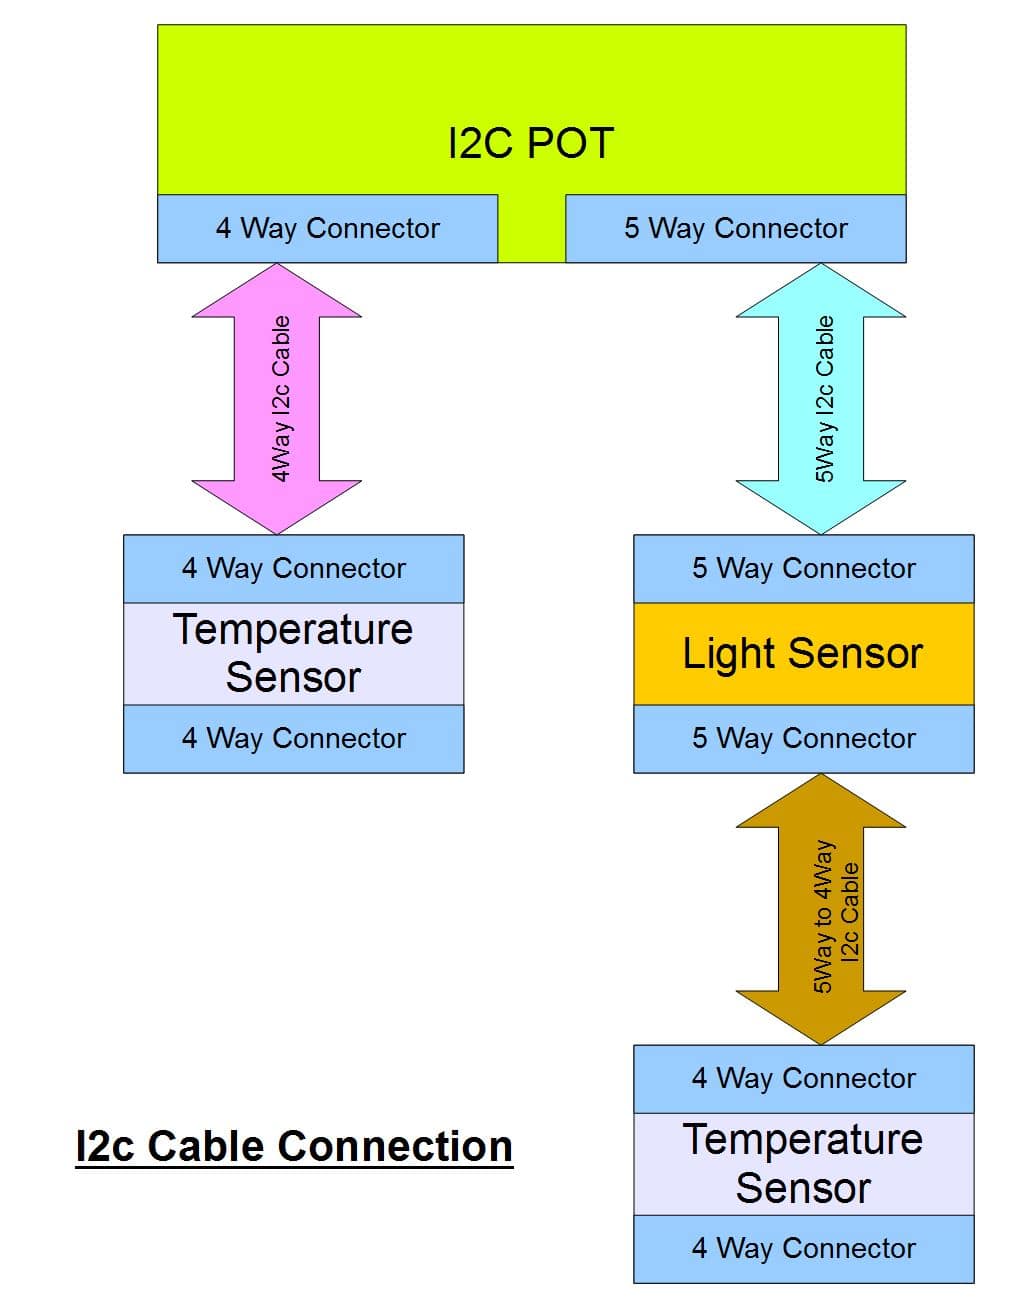 I2C POT
4 Way Connector
5 Way Connector
4Way I2c Cable
5Way I2c Cable
4 Way Connector
Temperature
Sensor
4 Way Connector
5 Way Connector
Light Sensor
5 Way Connector
5Way to 4Way
I2c Cable
4 Way Connector
Temperature
Sensor
4 Way Connector
I2c Cable Connection